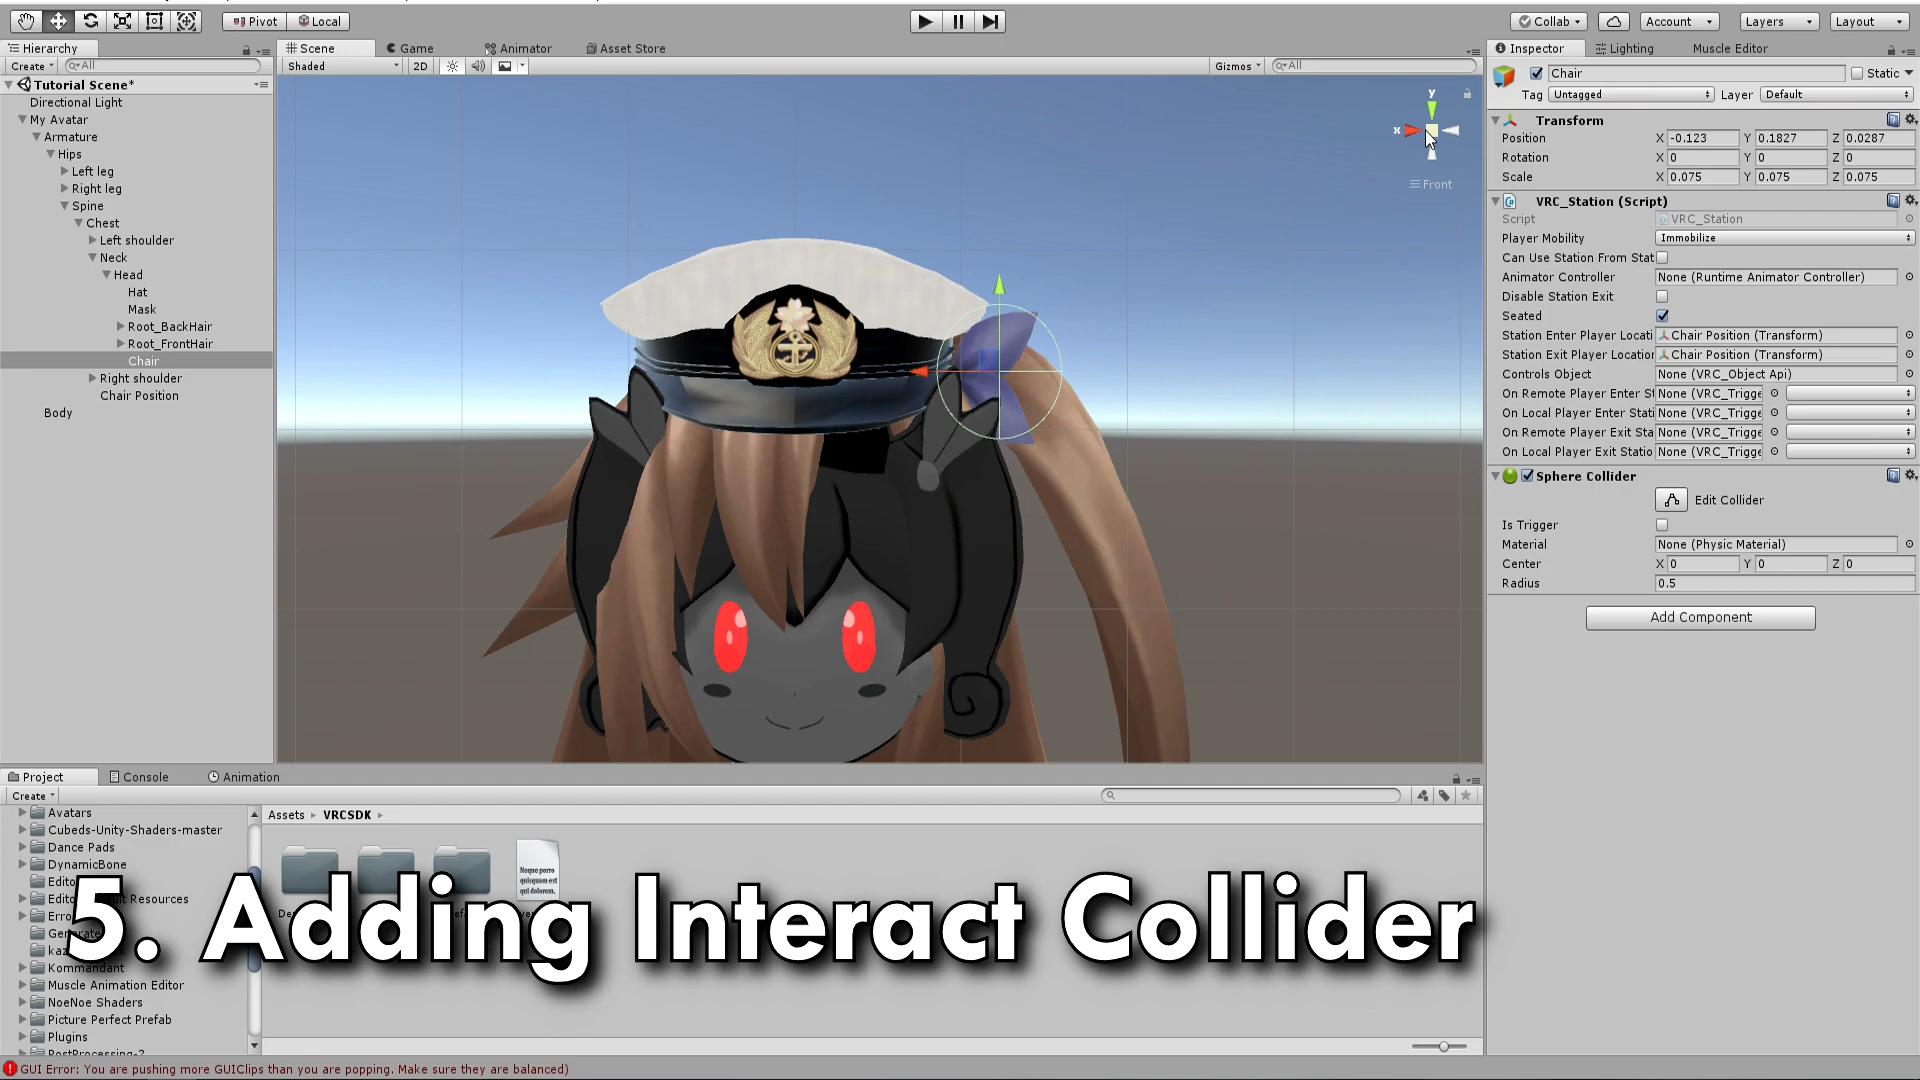 Pivot Local Collab Account Layers Layout
Hierarchy
Create All
Tutorial Scene*
Directional Light
My Avatar
Armature
Hips
Left leg
Right leg
Spine
Chest
Left shoulder
Neck
Head
Hat
Mask
Root_BackHair
Root_FrontHair
Chair
Right shoulder
Chair Position
Body
Scene Game Animator Asset Store
Shaded 2D Gizmos All
y
x
Front
Inspector Lighting Muscle Editor
Chair Static
Tag Untagged Layer Default
Transform
Position X -0.123 Y 0.1827 Z 0.0287
Rotation X 0 Y 0 Z 0
Scale X 0.075 Y 0.075 Z 0.075
VRC_Station (Script)
Script VRC_Station
Player Mobility Immobilize
Can Use Station From Stat
Animator Controller None (Runtime Animator Controller)
Disable Station Exit
Seated
Station Enter Player Locati Chair Position (Transform)
Station Exit Player Location Chair Position (Transform)
Controls Object None (VRC_Object Api)
On Remote Player Enter S None (VRC_Trigge
On Local Player Enter Stati None (VRC_Trigge
On Remote Player Exit Sta None (VRC_Trigge
On Local Player Exit Statio None (VRC_Trigge
Sphere Collider
Edit Collider
Is Trigger
Material None (Physic Material)
Center X 0 Y 0 Z 0
Radius 0.5
Add Component
Project Console Animation
Create
Avatars
Cubeds-Unity-Shaders-master
Dance Pads
DynamicBone
Resources
Kommandant
Muscle Animation Editor
NoeNoe Shaders
Picture Perfect Prefab
Plugins
PostProcessing-2
Assets VRCSDK
Neque porro
quisquam est
qui dolorem.
5. Adding Interact Collider
GUI Error: You are pushing more GUIClips than you are popping. Make sure they are balanced)